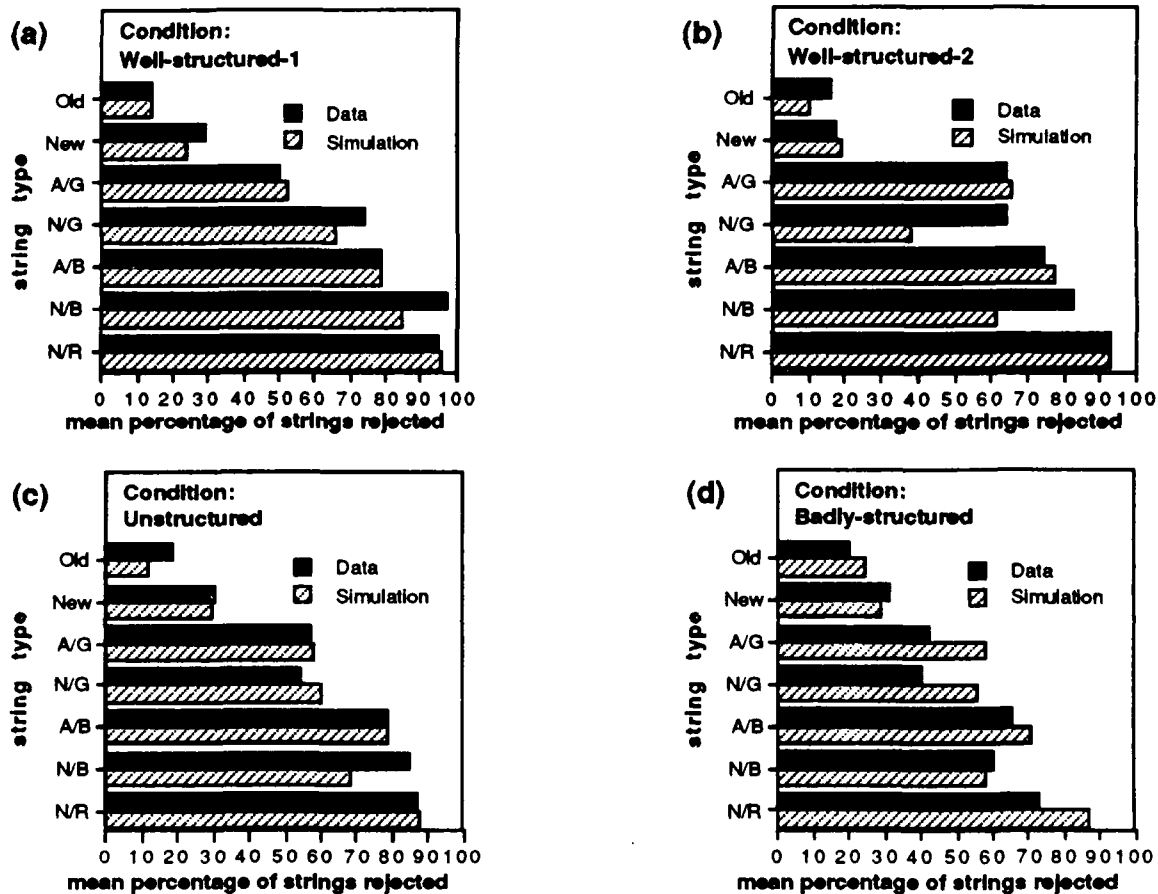 (a)
Condition:
Well-structured-1
Data
Simulation
Old
New
A/G
N/G
A/B
N/B
N/R
string type
0 10 20 30 40 50 60 70 80 90 100
mean percentage of strings rejected
(b)
Condition:
Well-structured-2
Data
Simulation
Old
New
A/G
N/G
A/B
N/B
N/R
string type
0 10 20 30 40 50 60 70 80 90 100
mean percentage of strings rejected
(c)
Condition:
Unstructured
Data
Simulation
Old
New
A/G
N/G
A/B
N/B
N/R
string type
0 10 20 30 40 50 60 70 80 90 100
mean percentage of strings rejected
(d)
Condition:
Badly-structured
Data
Simulation
Old
New
A/G
N/G
A/B
N/B
N/R
string type
0 10 20 30 40 50 60 70 80 90 100
mean percentage of strings rejected